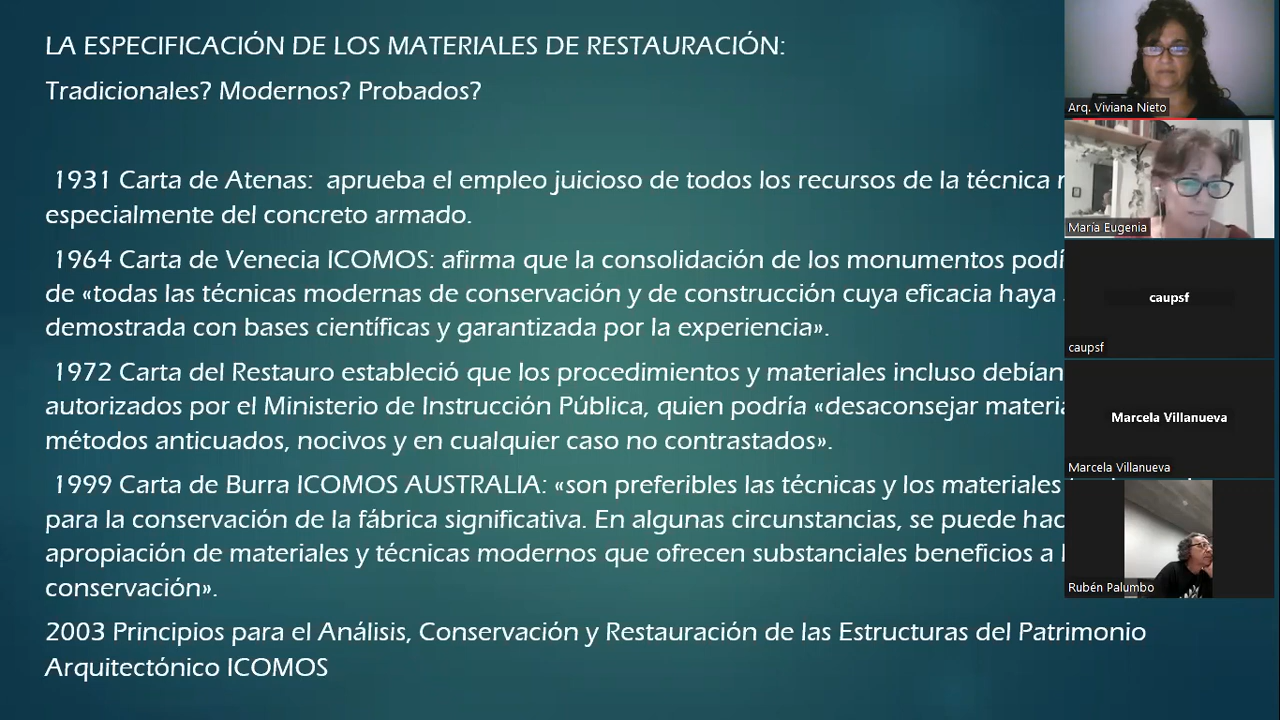 LA ESPECIFICACIÓN DE LOS MATERIALES DE RESTAURACIÓN:
Tradicionales? Modernos? Probados?
1931 Carta de Atenas: aprueba el empleo juicioso de todos los recursos de la técnica
especialmente del concreto armado.
1964 Carta de Venecia ICOMOS: afirma que la consolidación de los monumentos
de «todas las técnicas modernas de conservación y de construcción cuya eficacia haya
demostrada con bases científicas y garantizada por la experiencia».
1972 Carta del Restauro estableció que los procedimientos y materiales incluso debían
autorizados por el Ministerio de Instrucción Pública, quien podría «desaconsejar
métodos anticuados, nocivos y en cualquier caso no contrastados».
1999 Carta de Burra ICOMOS AUSTRALIA: «son preferibles las técnicas y los materiales
para la conservación de la fábrica significativa. En algunas circunstancias, se puede
apropiación de materiales y técnicas modernos que ofrecen substanciales beneficios a
conservación».
2003 Principios para el Análisis, Conservación y Restauración de las Estructuras del Patrimonio
Arquitectónico ICOMOS
Arq. Viviana Nieto
María Eugenia
caupsf
caupsf
Marcela Villanueva
Marcela Villanueva
Rubén Palumbo